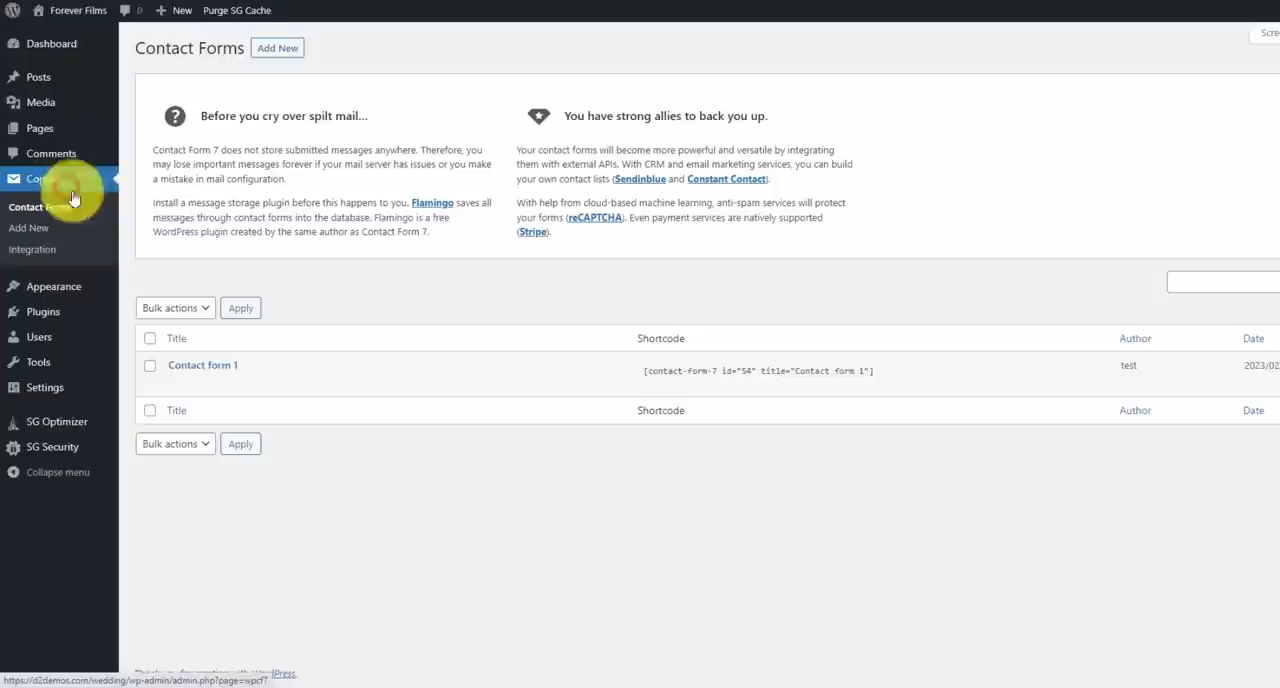 Forever Films 0 New Purge SG Cache
Dashboard
Posts
Media
Pages
Comments
Contact
Add New
Integration
Appearance
Plugins
Users
Tools
Settings
SG Optimizer
SG Security
Collapse menu
Contact Forms Add New
Before you cry over spilt mail...
Contact Form 7 does not store submitted messages anywhere. Therefore, you
may lose important messages forever if your mail server has issues or you make
a mistake in mail configuration.
Install a message storage plugin before this happens to you. Flamingo saves all
messages through contact forms into the database. Flamingo is a free
WordPress plugin created by the same author as Contact Form 7.
You have strong allies to back you up.
Your contact forms will become more powerful and versatile by integrating
them with external APIs. With CRM and email marketing services, you can build
your own contact lists (Sendinblue and Constant Contact).
With help from cloud-based machine learning, anti-spam services will protect
your forms (reCAPTCHA). Even payment services are natively supported
(Stripe).
Bulk actions Apply
Title Shortcode Author Date
Contact form 1 [contact-form-7 id="54" title="Contact form 1"] test 2023/02
Title Shortcode Author Date
Bulk actions Apply
https://d2demos.com/wedding/wp-admin/admin.php?page=wpcf7